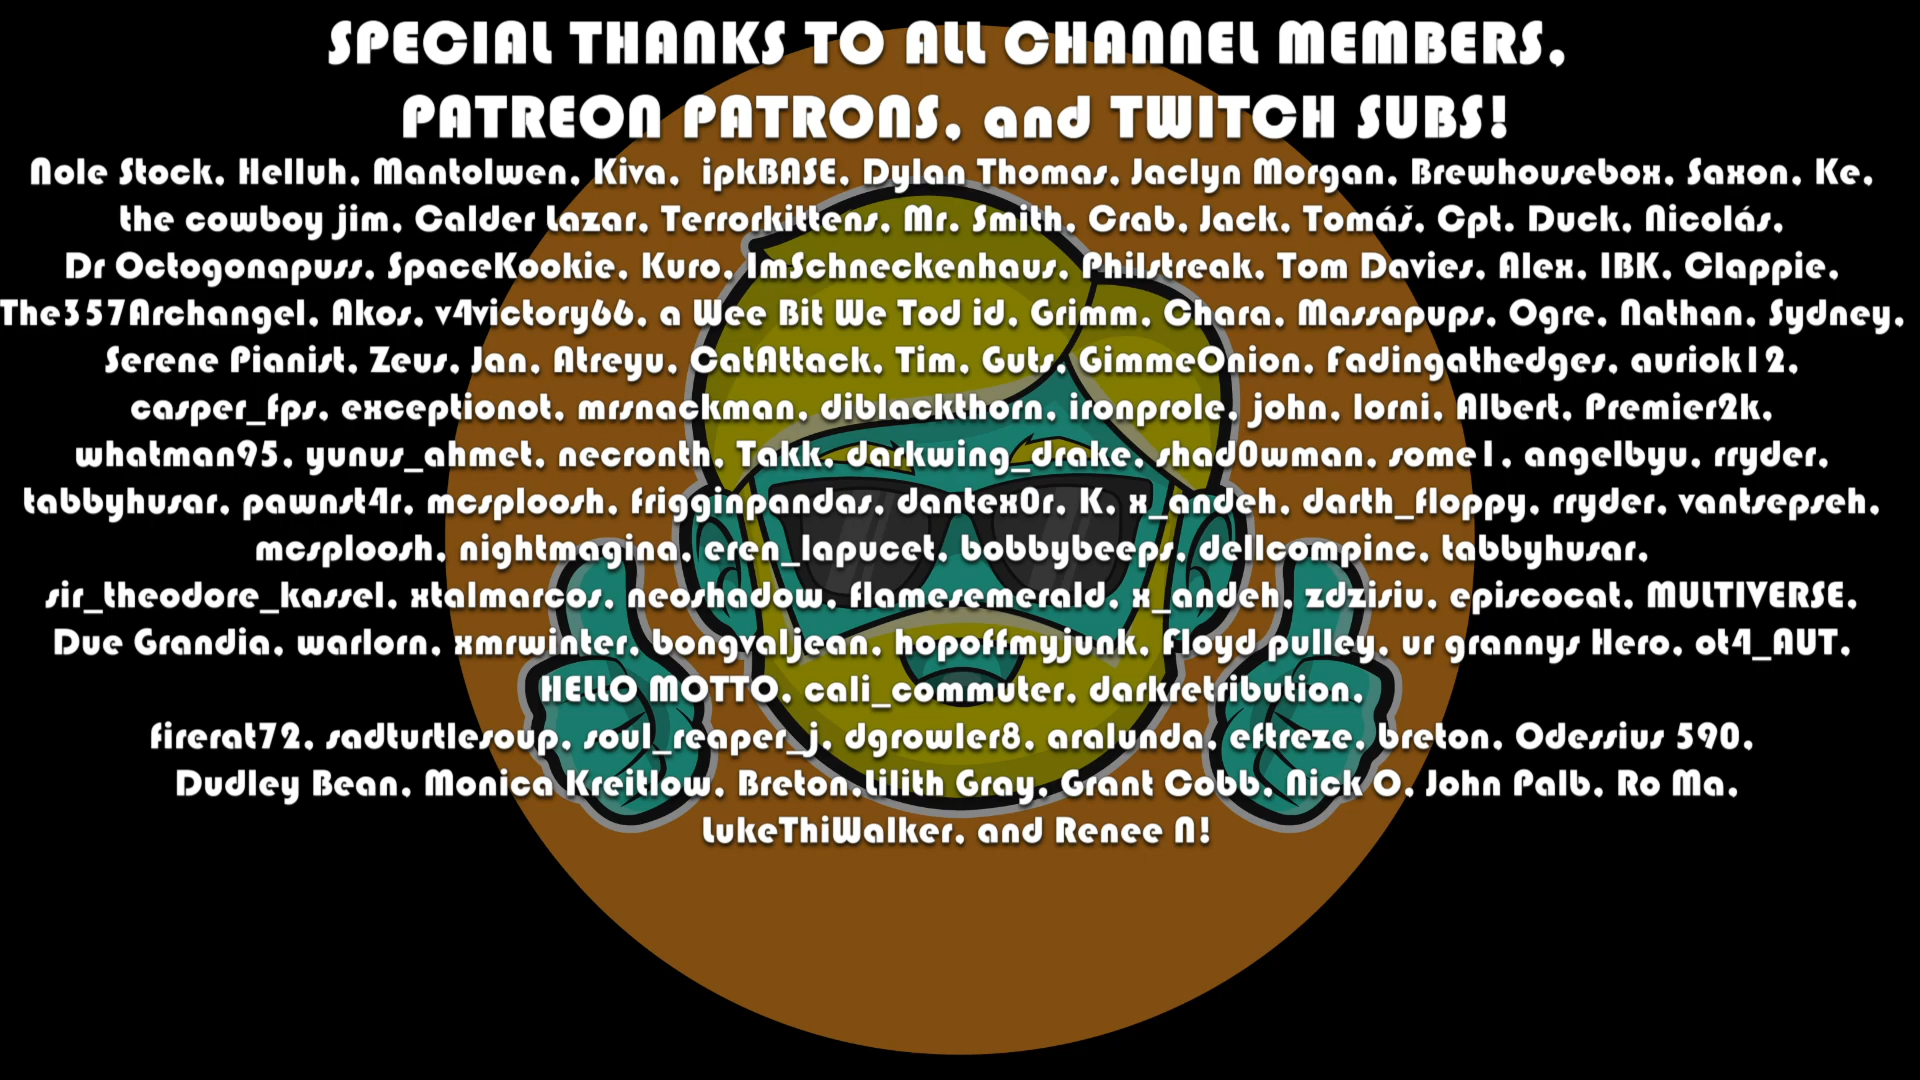 SPECIAL THANKS TO ALL CHANNEL MEMBERS,
PATREON PATRONS, and TWITCH SUBS!
Nole Stock, Helluh, Mantolwen, Kiva,  ipkBASE, Dylan Thomas, Jaclyn Morgan, Brewhousebox, Saxon, Ke,
the cowboy jim, Calder Lazar, Terrorkittens, Mr. Smith, Crab, Jack, Tomáš, Cpt. Duck, Nicolás,
Dr Octogonapuss, SpaceKookie, Kuro, ImSchneckenhaus, Philstreak, Tom Davies, Alex, IBK, Clappie,
The357Archangel, Akos, v4victory66, a Wee Bit We Tod id, Grimm, Chara, Massapups, Ogre, Nathan, Sydney,
Serene Pianist, Zeus, Jan, Atreyu, CatAttack, Tim, Guts, GimmeOnion, Fadingathedges, auriok12,
casper_fps, exceptionot, mrsnackman, diblackthorn, ironprole, john, lorni, Albert, Premier2k,
whatman95, yunus_ahmet, necronth, Takk, darkwing_drake, shad0wman, some1, angelbyu, rryder,
tabbyhusar, pawnst4r, mcsploosh, frigginpandas, dantex0r, K, x_andeh, darth_floppy, rryder, vantsepseh,
mcsploosh, nightmagina, eren_lapucet, bobbybeeps, dellcompinc, tabbyhusar,
sir_theodore_kassel, xtalmarcos, neoshadow, flamesemerald, x_andeh, zdzisiu, episcocat, MULTIVERSE,
Due Grandia, warlorn, xmrwinter, bongvaljean, hopoffmyjunk, Floyd pulley, ur grannys Hero, ot4_AUT,
HELLO MOTTO, cali_commuter, darkretribution,
firerat72, sadturtlesoup, soul_reaper_j, dgrowler8, aralunda, eftreze, breton, Odessius 590,
Dudley Bean, Monica Kreitlow, Breton,Lilith Gray, Grant Cobb, Nick O, John Palb, Ro Ma,
LukeThiWalker, and Renee N!